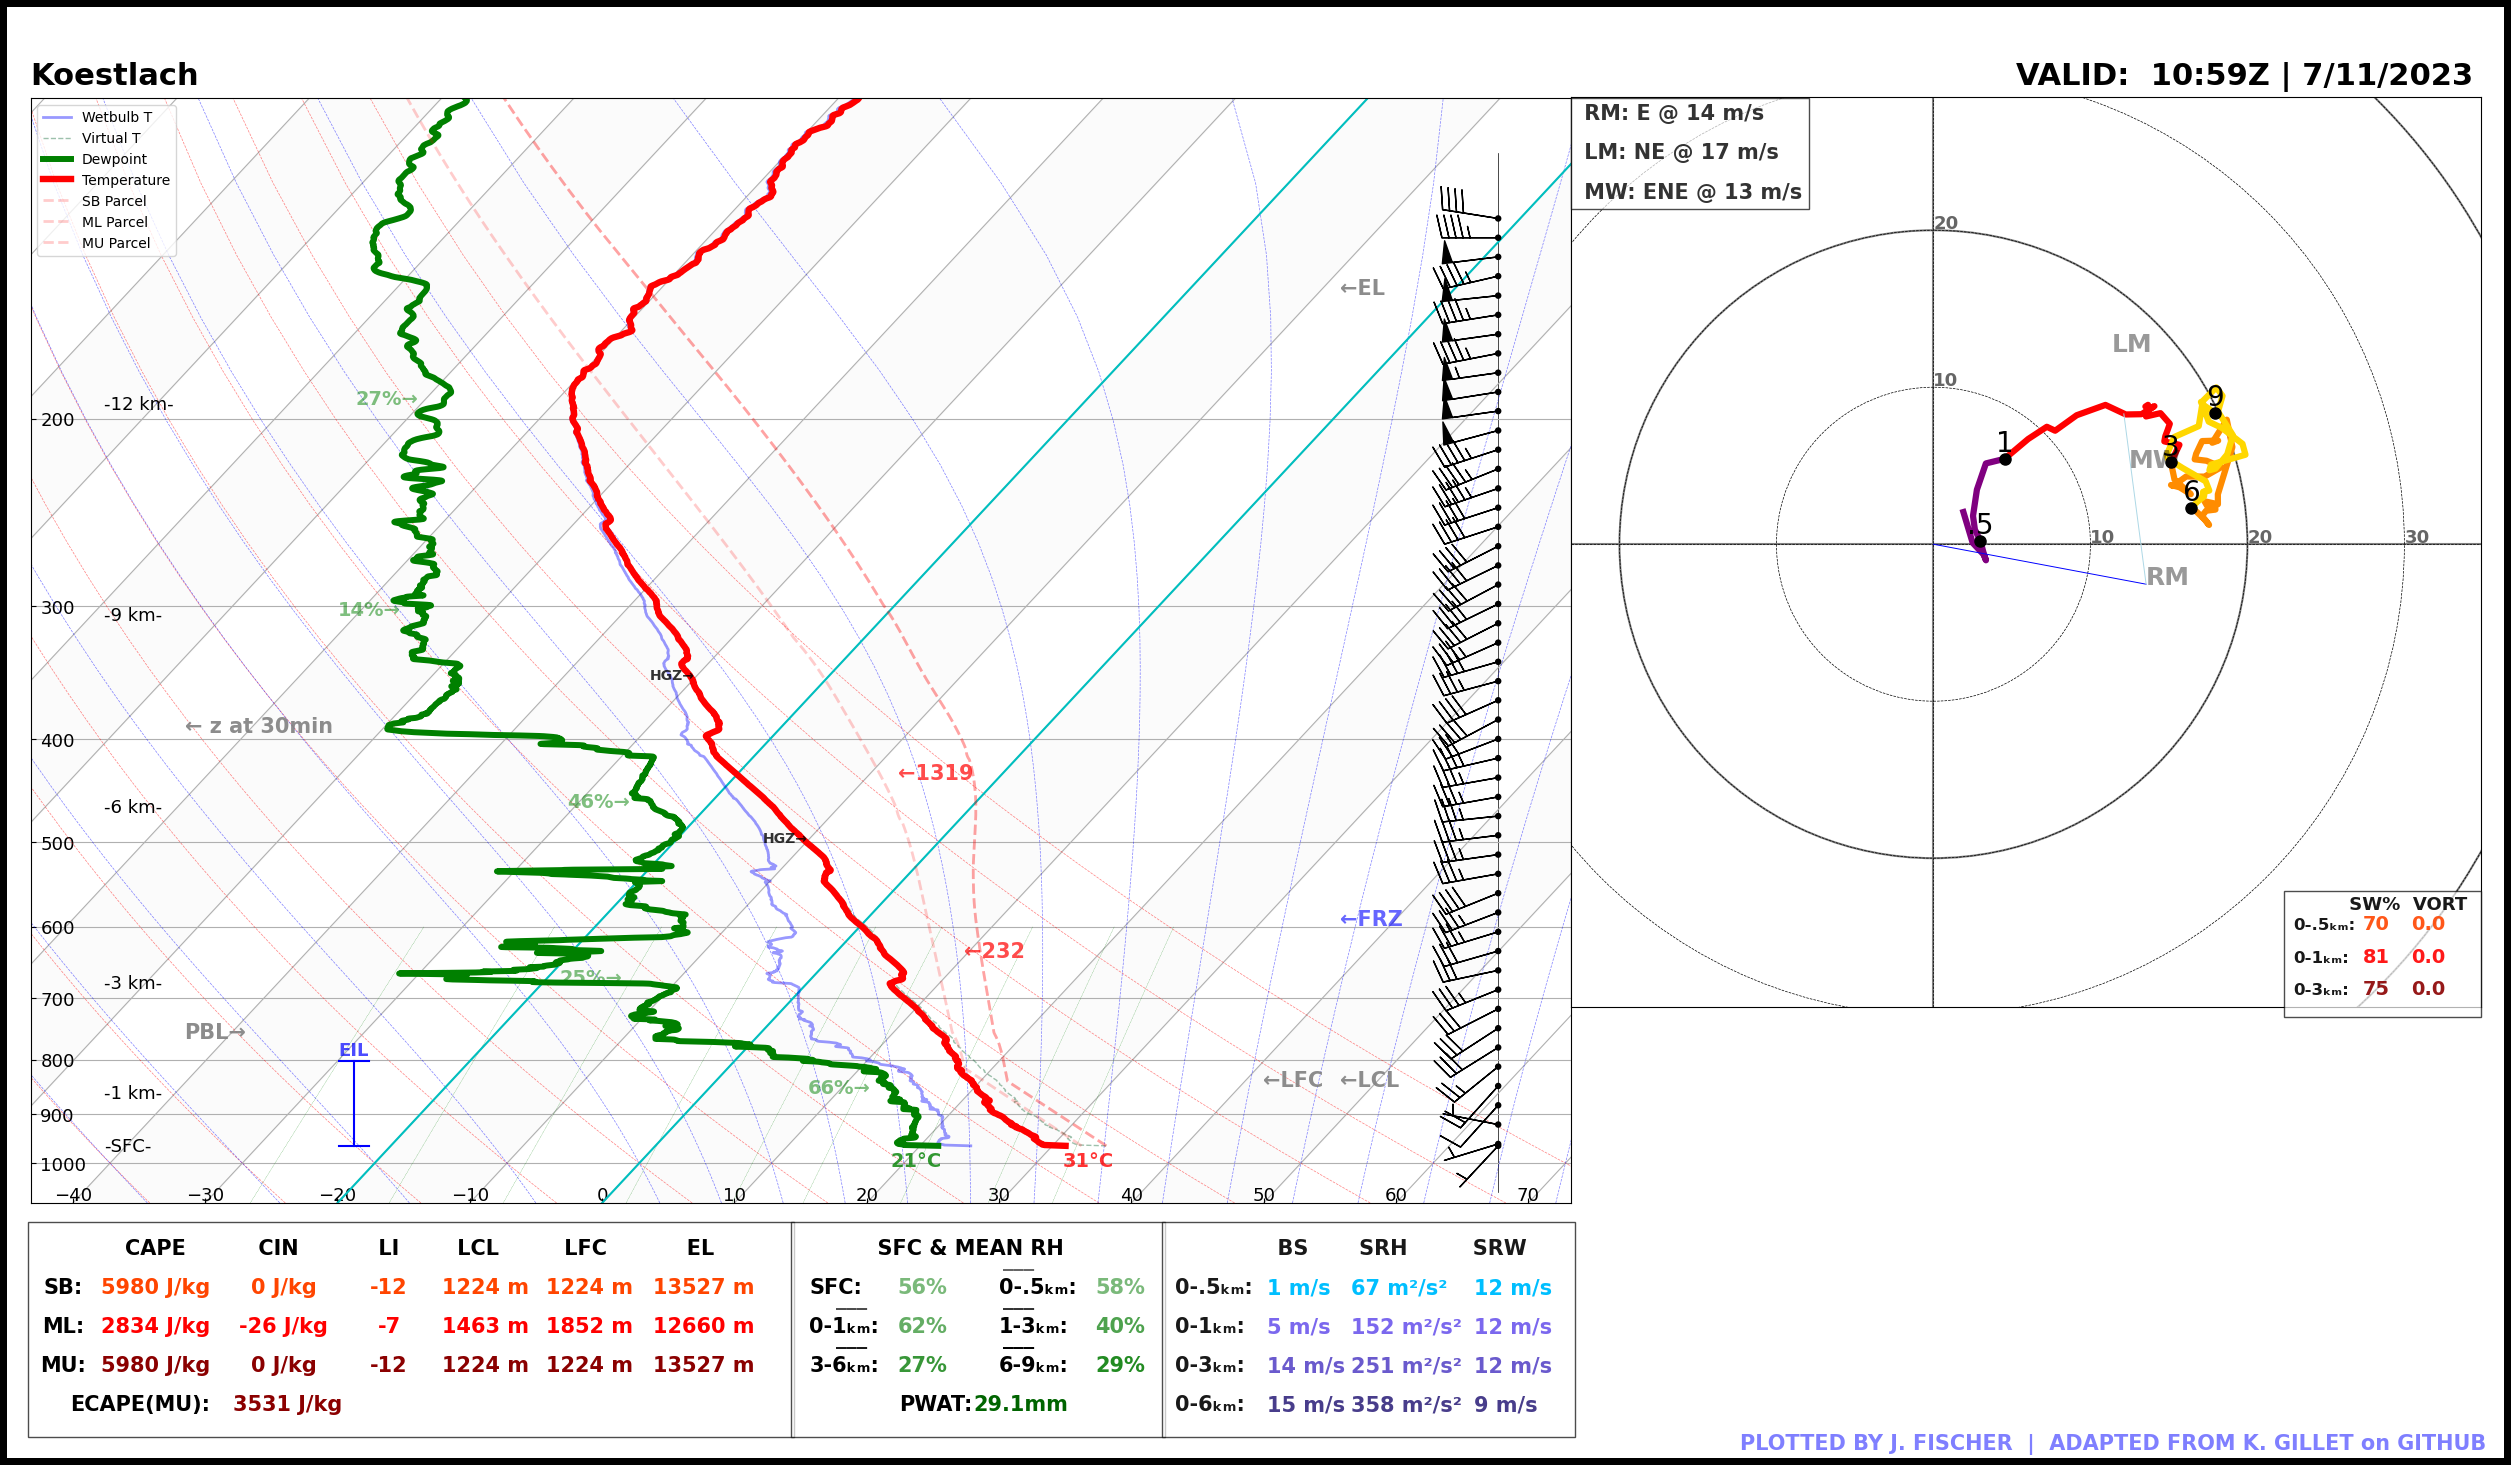 Koestlach
VALID:  10:59Z | 7/11/2023
Wetbulb T
Virtual T
Dewpoint
Temperature
SB Parcel
ML Parcel
MU Parcel
RM: E @ 14 m/s
LM: NE @ 17 m/s
MW: ENE @ 13 m/s
←EL
-12 km-
27%→
200
300
-9 km-
14%→
HGZ→
← z at 30min
400
←1319
-6 km-
46%→
500
HGZ→
600
←FRZ
←232
-3 km-
25%→
700
PBL→
EIL
800
66%→
←LFC ←LCL
-1 km-
900
-SFC-
1000
21°C
31°C
−40 −30 −20 −10 0 10 20 30 40 50 60 70
20
LM
10
9
1
3
MW
6
.5
10 20 30
RM
SW% VORT
0-.5ₖₘ: 70 0.0
0-1ₖₘ: 81 0.0
0-3ₖₘ: 75 0.0
CAPE CIN LI LCL LFC EL
SB: 5980 J/kg 0 J/kg -12 1224 m 1224 m 13527 m
ML: 2834 J/kg -26 J/kg -7 1463 m 1852 m 12660 m
MU: 5980 J/kg 0 J/kg -12 1224 m 1224 m 13527 m
ECAPE(MU): 3531 J/kg
SFC & MEAN RH
SFC: 56% 0-.5ₖₘ: 58%
0-1ₖₘ: 62% 1-3ₖₘ: 40%
3-6ₖₘ: 27% 6-9ₖₘ: 29%
PWAT: 29.1mm
BS SRH SRW
0-.5ₖₘ: 1 m/s 67 m²/s² 12 m/s
0-1ₖₘ: 5 m/s 152 m²/s² 12 m/s
0-3ₖₘ: 14 m/s 251 m²/s² 12 m/s
0-6ₖₘ: 15 m/s 358 m²/s² 9 m/s
PLOTTED BY J. FISCHER  |  ADAPTED FROM K. GILLET on GITHUB